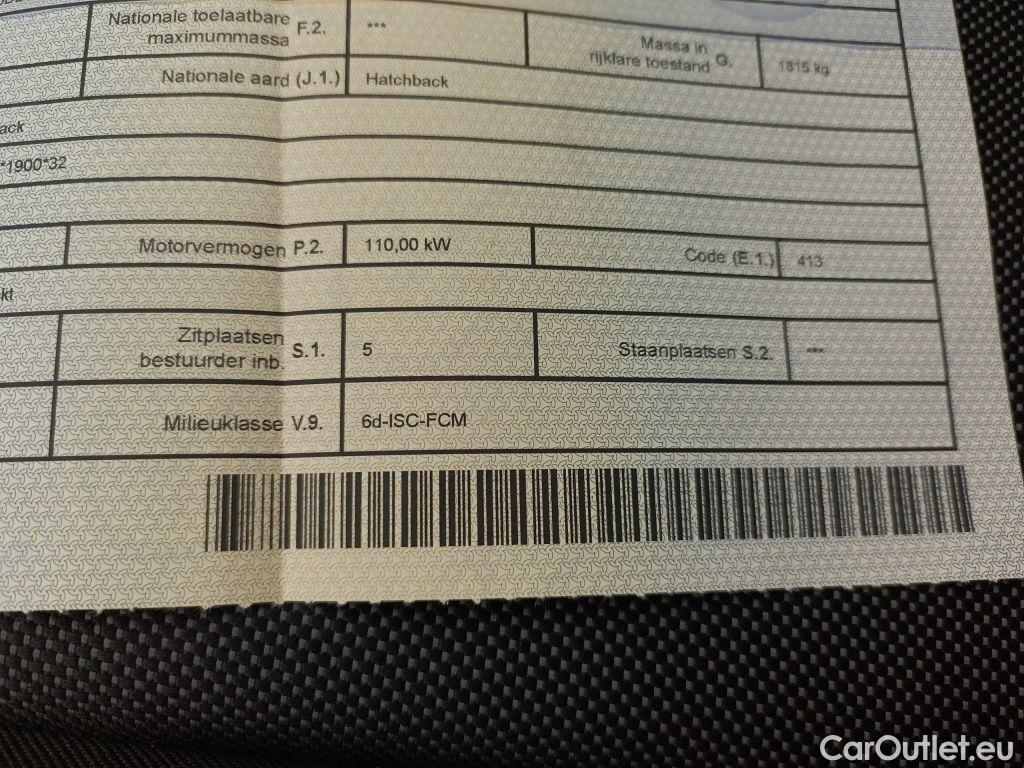 Nationale toelaatbare
maximummassa F.2. ***
Massa in
rijklare toestand G. 1815 kg
Nationale aard (J.1.) Hatchback
ack
*1900*32
Motorvermogen P.2. 110,00 kW Code (E.1.) 413
kt
Zitplaatsen
bestuurder inb. S.1. 5 Staanplaatsen S.2. ***
Milieuklasse V.9. 6d-ISC-FCM
CarOutlet.eu